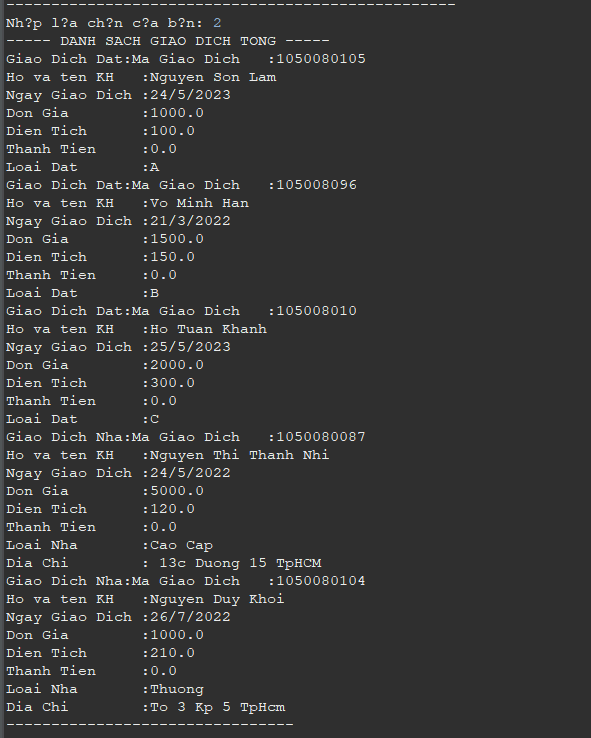 --------------------------------------------------
Nh?p l?a ch?n c?a b?n: 2
----- DANH SACH GIAO DICH TONG -----
Giao Dich Dat:Ma Giao Dich   :1050080105
Ho va ten KH   :Nguyen Son Lam
Ngay Giao Dich :24/5/2023
Don Gia        :1000.0
Dien Tich      :100.0
Thanh Tien     :0.0
Loai Dat       :A
Giao Dich Dat:Ma Giao Dich   :105008096
Ho va ten KH   :Vo Minh Han
Ngay Giao Dich :21/3/2022
Don Gia        :1500.0
Dien Tich      :150.0
Thanh Tien     :0.0
Loai Dat       :B
Giao Dich Dat:Ma Giao Dich   :105008010
Ho va ten KH   :Ho Tuan Khanh
Ngay Giao Dich :25/5/2023
Don Gia        :2000.0
Dien Tich      :300.0
Thanh Tien     :0.0
Loai Dat       :C
Giao Dich Nha:Ma Giao Dich   :1050080087
Ho va ten KH   :Nguyen Thi Thanh Nhi
Ngay Giao Dich :24/5/2022
Don Gia        :5000.0
Dien Tich      :120.0
Thanh Tien     :0.0
Loai Nha       :Cao Cap
Dia Chi        : 13c Duong 15 TpHCM
Giao Dich Nha:Ma Giao Dich   :1050080104
Ho va ten KH   :Nguyen Duy Khoi
Ngay Giao Dich :26/7/2022
Don Gia        :1000.0
Dien Tich      :210.0
Thanh Tien     :0.0
Loai Nha       :Thuong
Dia Chi        :To 3 Kp 5 TpHcm
--------------------------------